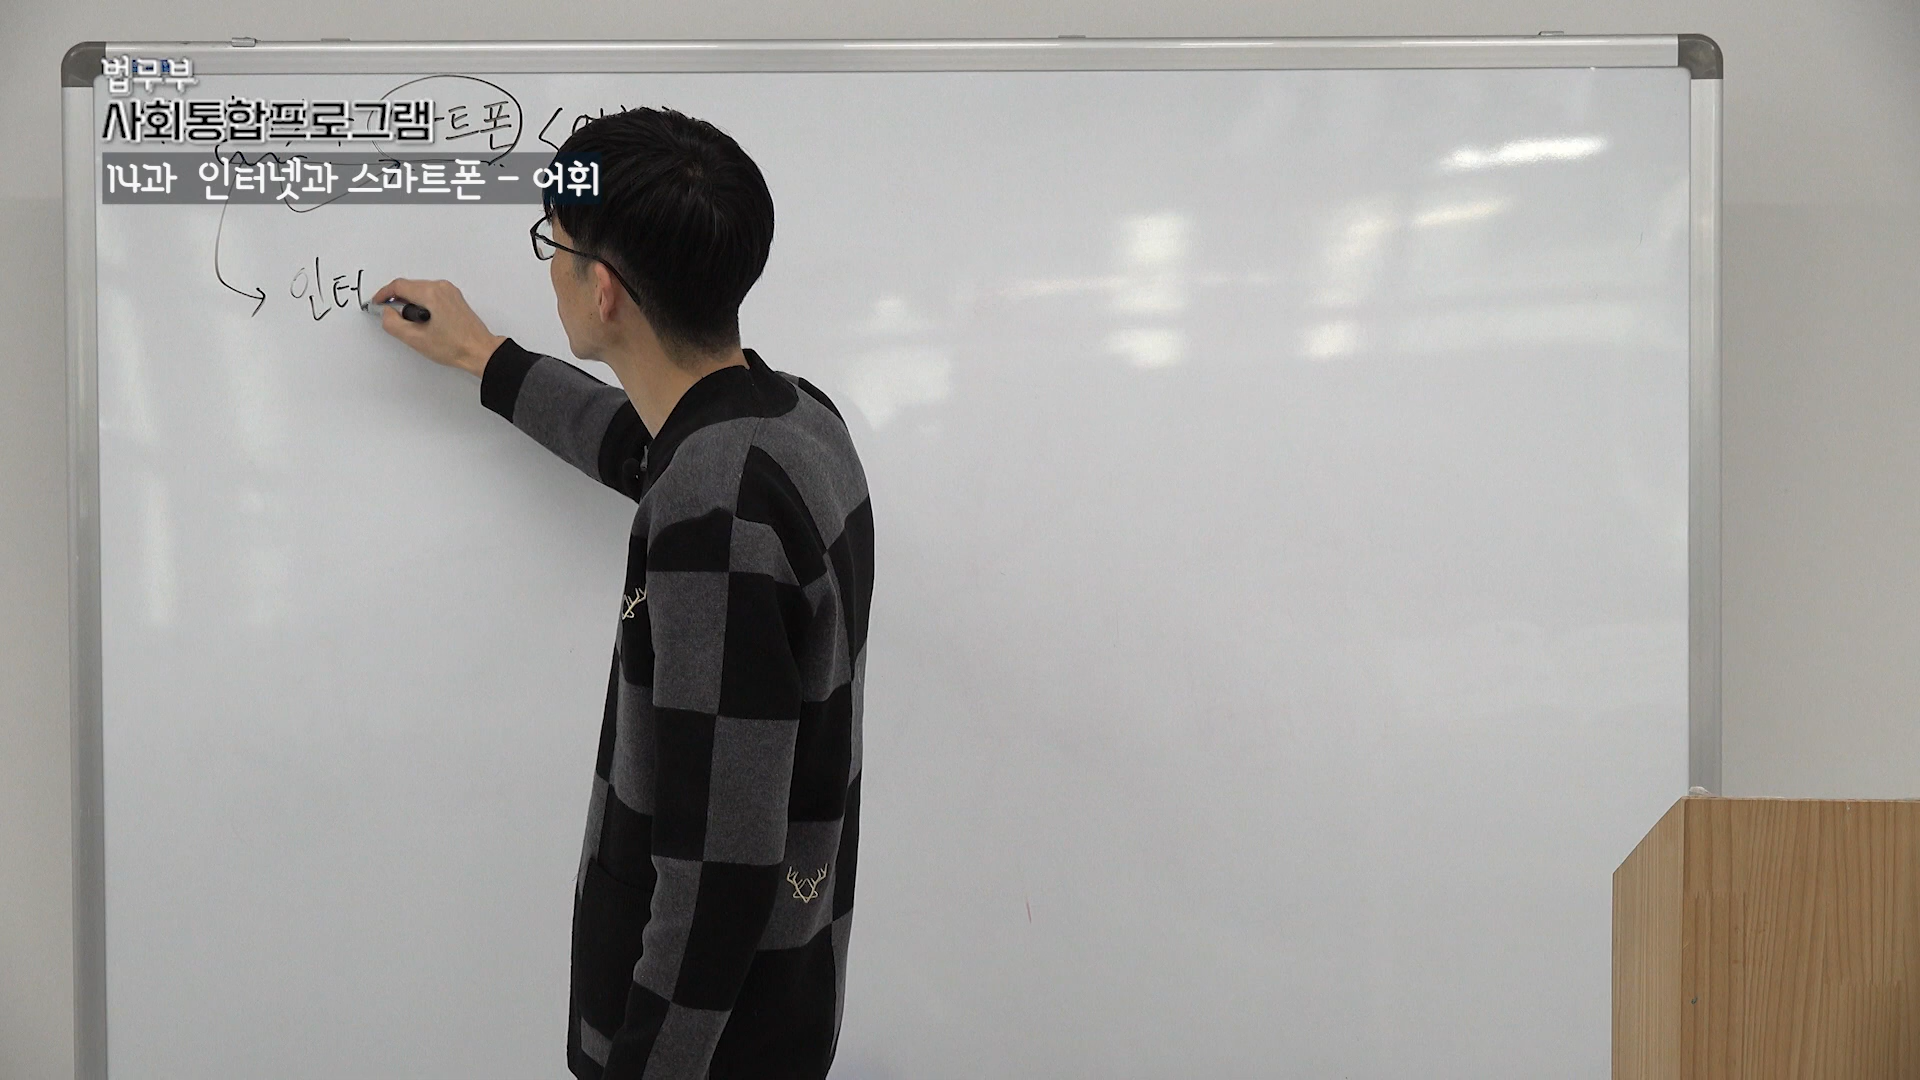 법무부
사회통합프로그램
14과 인터넷과 스마트폰 - 어휘
트폰
인터